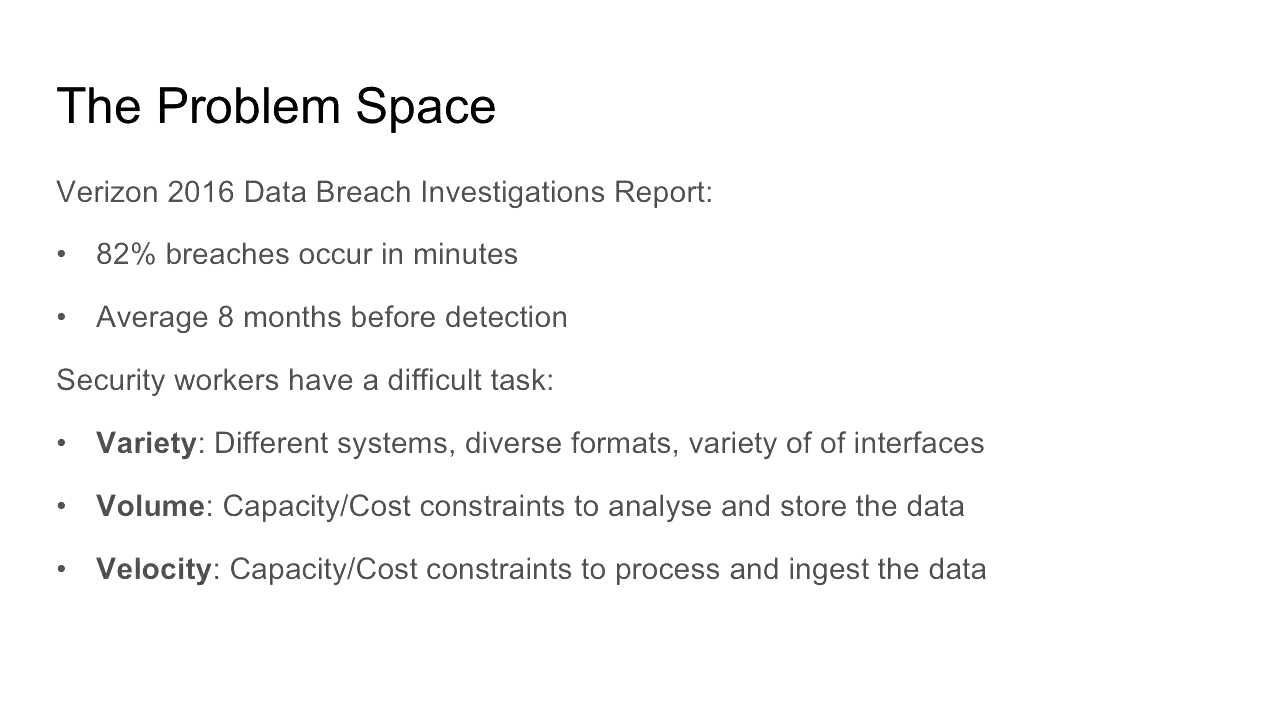 The Problem Space
Verizon 2016 Data Breach Investigations Report:
• 82% breaches occur in minutes
• Average 8 months before detection
Security workers have a difficult task:
• Variety: Different systems, diverse formats, variety of of interfaces
• Volume: Capacity/Cost constraints to analyse and store the data
• Velocity: Capacity/Cost constraints to process and ingest the data